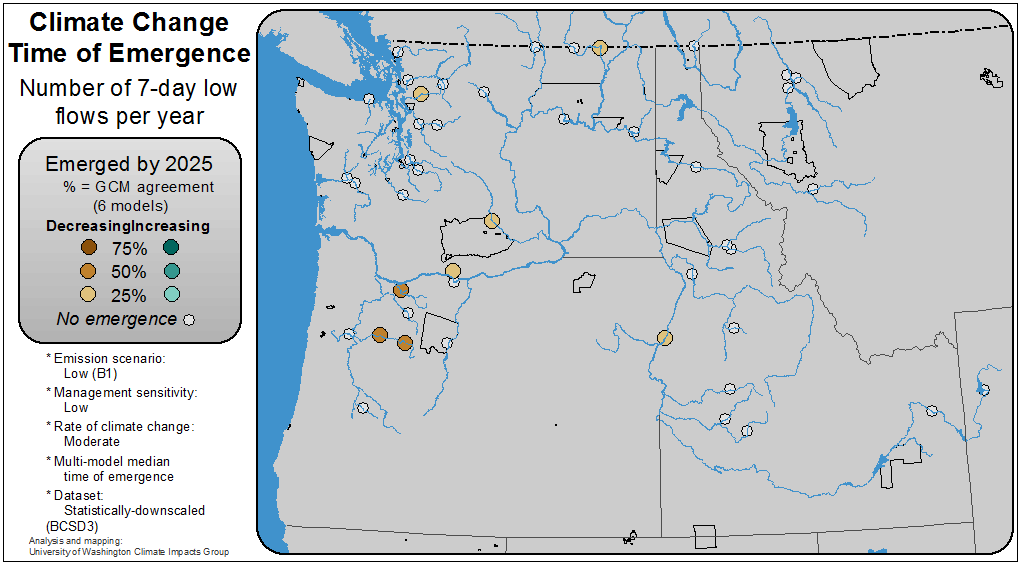 Climate Change
Time of Emergence
Number of 7-day low
flows per year
Emerged by 2025
% = GCM agreement
(6 models)
DecreasingIncreasing
75%
50%
25%
No emergence
* Emission scenario:
Low (B1)
* Management sensitivity:
Low
* Rate of climate change:
Moderate
* Multi-model median
time of emergence
* Dataset:
Statistically-downscaled
(BCSD3)
Analysis and mapping:
University of Washington Climate Impacts Group